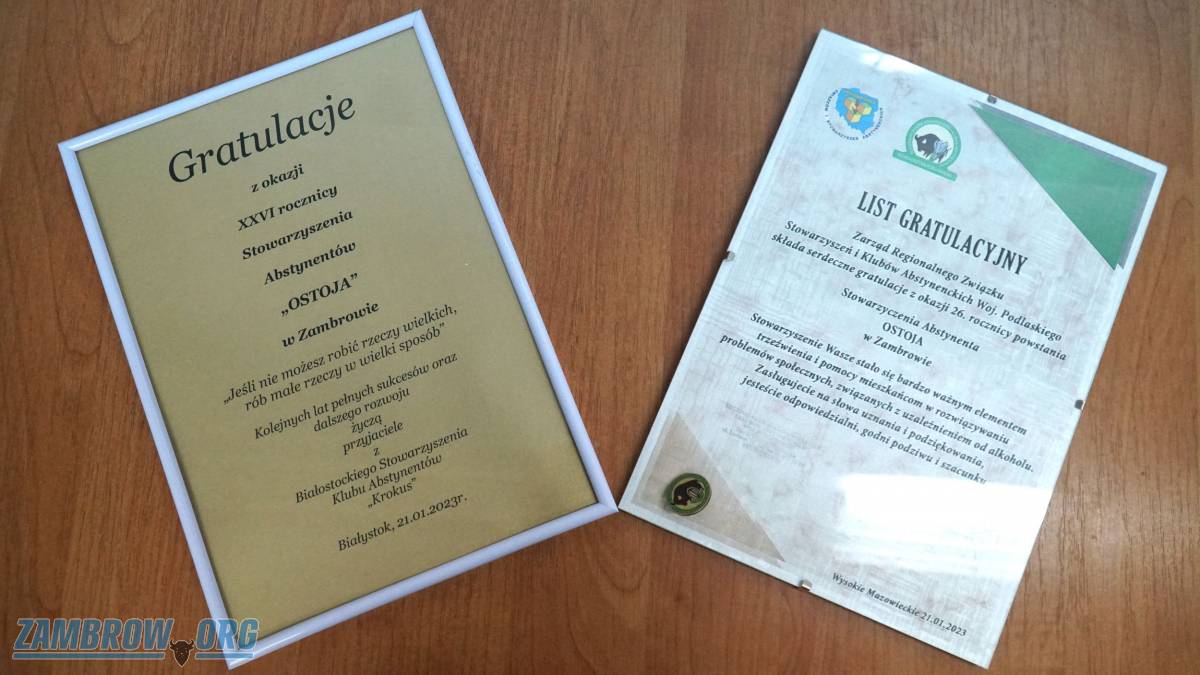 Gratulacje
z okazji
XXVI rocznicy
Stowarzyszenia
Abstynentów
„OSTOJA”
w Zambrowie
„Jeśli nie możesz robić rzeczy wielkich,
rób małe rzeczy w wielki sposób”
Kolejnych lat pełnych sukcesów oraz
dalszego rozwoju
życzą
przyjaciele
z
Białostockiego Stowarzyszenia
Klubu Abstynentów
„Krokus”
Białystok, 21.01.2023r.
LIST GRATULACYJNY
Zarząd Regionalnego Związku
Stowarzyszeń i Klubów Abstynenckich Woj. Podlaskiego
składa serdeczne gratulacje z okazji 26. rocznicy powstania
Stowarzyczenia Abstynenta
OSTOJA
w Zambrowie
Stowarzyszenie Wasze stało się bardzo ważnym elementem
trzeźwienia i pomocy mieszkańcom w rozwiązywaniu
problemów społecznych, związanych z uzależnieniem od alkoholu.
Zasługujecie na słowa uznania i podziękowania,
jesteście odpowiedzialni, godni podziwu i szacunku
Wysokie Mazowieckie 21.01.2023
ZAMBROW.ORG